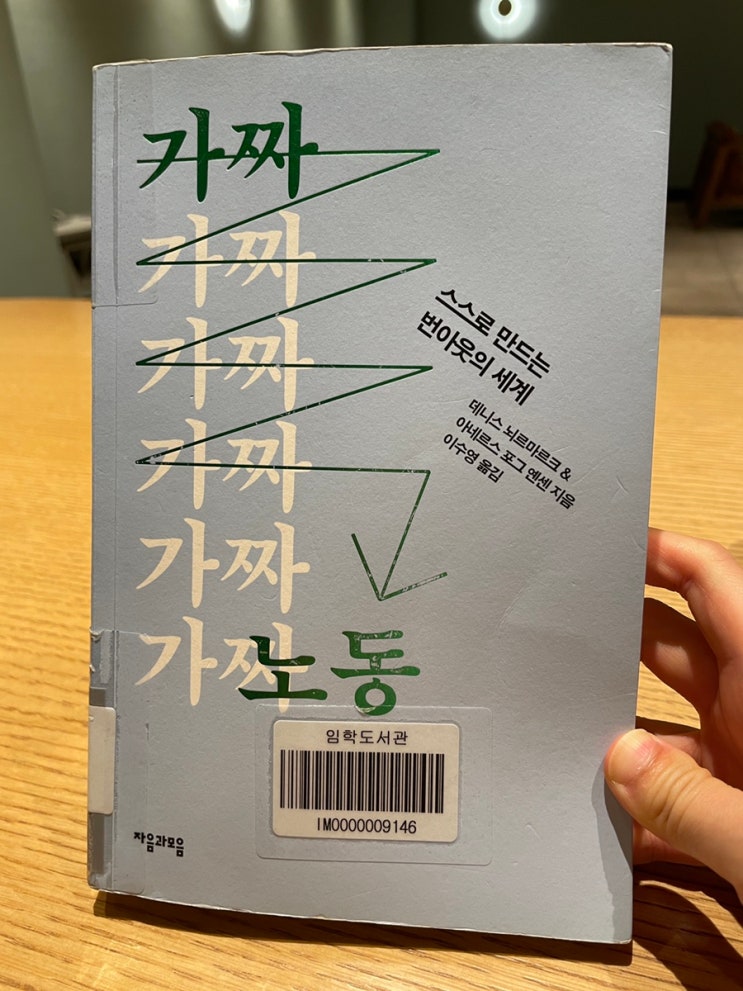 가짜
가짜
가짜
가짜
가짜
가짜 노동
스스로 만드는
번아웃의 세계
데니스 뇌르마르크 &
아네르스 포그 옌센 지음
이수영 옮김
임학도서관
IM0000009146
자음과모음